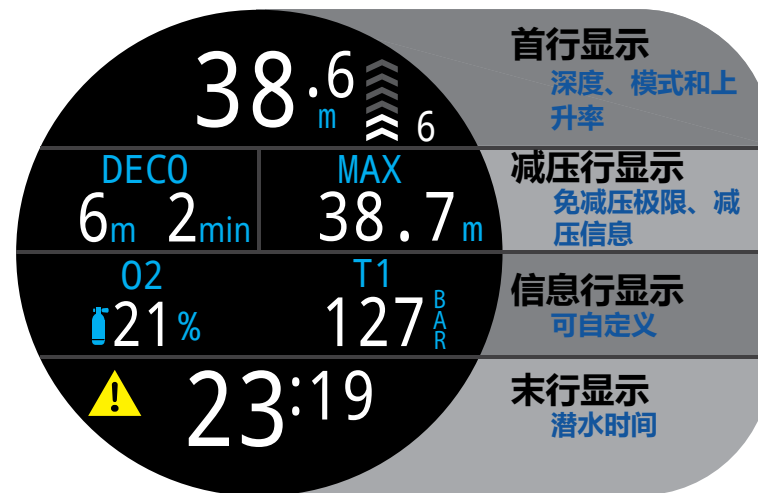 38.6 m 6
首行显示
深度、模式和上
升率
DECO MAX
6m 2min 38.7 m
减压行显示
免减压极限、减
压信息
O2 T1
21% 127 BAR
信息行显示
可自定义
23:19
末行显示
潜水时间